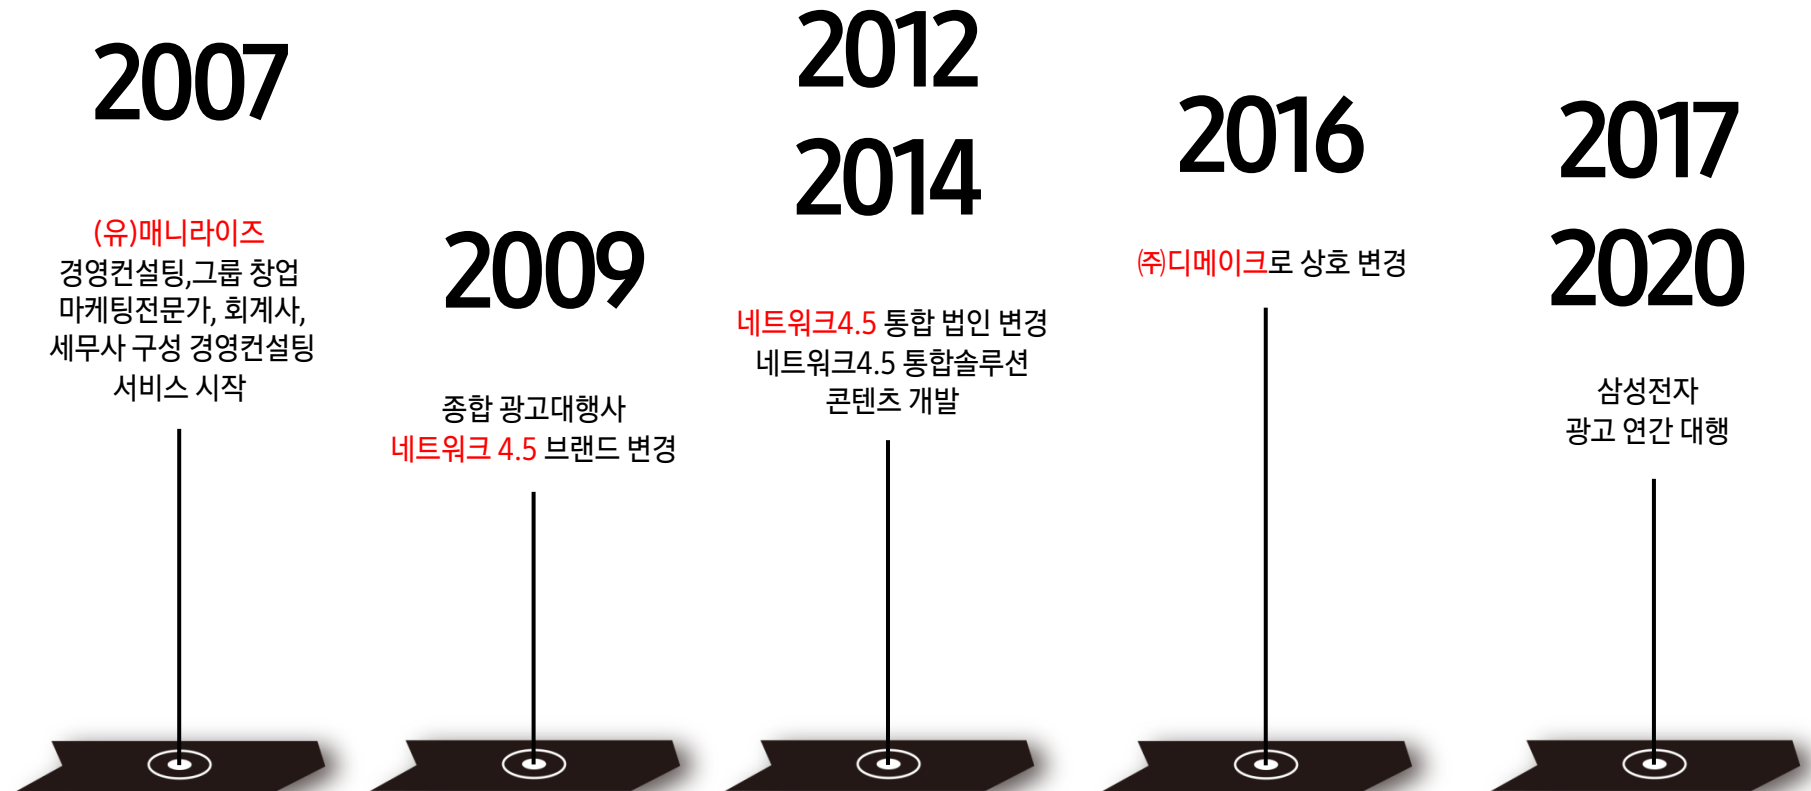 2007
(유)매니라이즈
경영컨설팅,그룹 창업
마케팅전문가, 회계사,
세무사 구성 경영컨설팅
서비스 시작
2009
종합 광고대행사
네트워크 4.5 브랜드 변경
2012
2014
네트워크4.5 통합 법인 변경
네트워크4.5 통합솔루션
콘텐츠 개발
2016
㈜디메이크로 상호 변경
2017
2020
삼성전자
광고 연간 대행